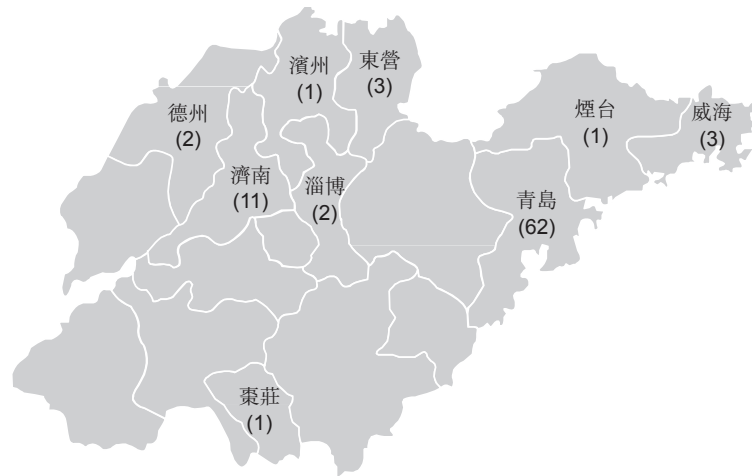 濱州
(1)
東營
(3)
德州
(2)
煙台
(1)
威海
(3)
濟南
(11)
淄博
(2)
青島
(62)
棗莊
(1)